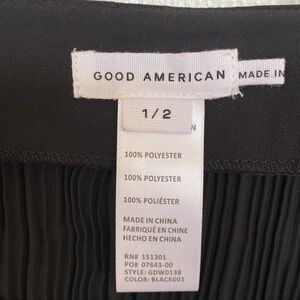 GOOD AMERICAN
MADE IN
1/2
N
100% POLYESTER
100% POLYESTER
100% POLIÉSTER
MADE IN CHINA
FABRIQUÉ EN CHINE
HECHO EN CHINA
RN# 151301
PO# 07643-00
STYLE: GDW0138
COLOR: BLACK001